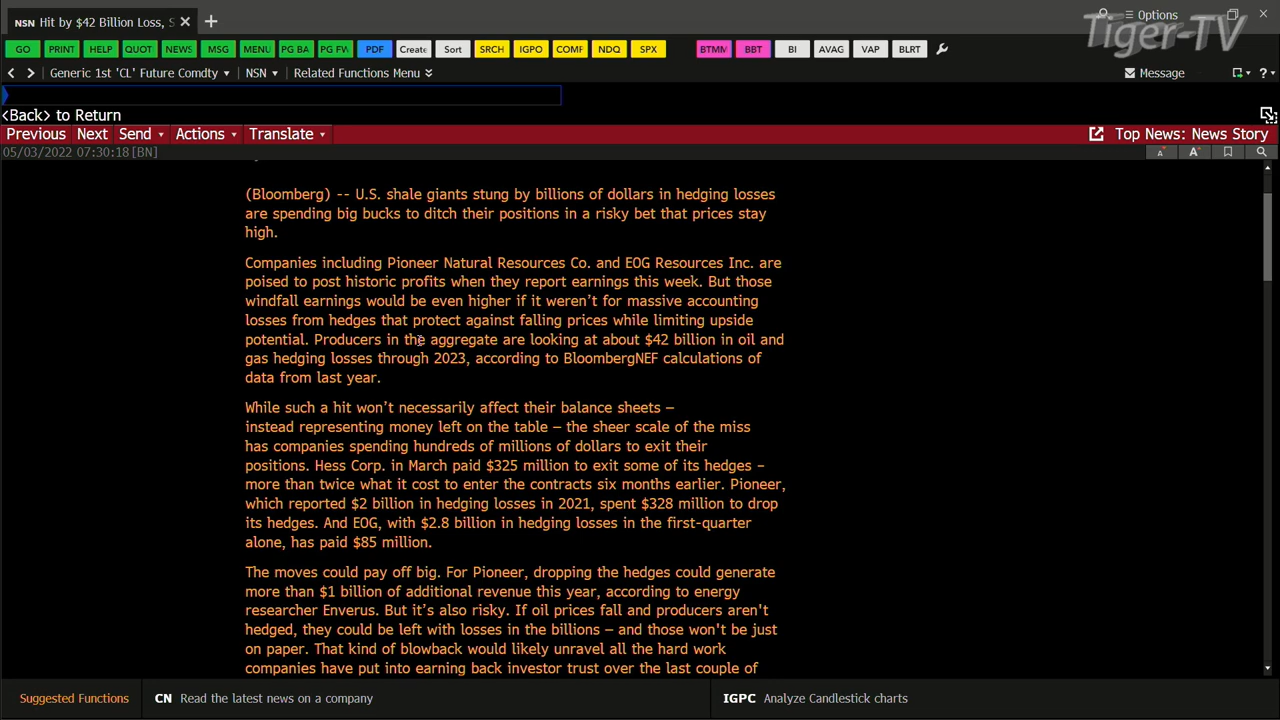 NSN Hit by $42 Billion Loss, S
Options
Tiger-TV
GO PRINT HELP QUOT NEWS MSG MENU PG BA PG FW PDF Create Sort SRCH IGPO COMF NDQ SPX BTMM BBT BI AVAG VAP BLRT
Generic 1st 'CL' Future Comdty NSN Related Functions Menu Message ?
<Back> to Return
Previous Next Send Actions Translate Top News: News Story
05/03/2022 07:30:18 [BN] A A
(Bloomberg) -- U.S. shale giants stung by billions of dollars in hedging losses
are spending big bucks to ditch their positions in a risky bet that prices stay
high.
Companies including Pioneer Natural Resources Co. and EOG Resources Inc. are
poised to post historic profits when they report earnings this week. But those
windfall earnings would be even higher if it weren't for massive accounting
losses from hedges that protect against falling prices while limiting upside
potential. Producers in the aggregate are looking at about $42 billion in oil and
gas hedging losses through 2023, according to BloombergNEF calculations of
data from last year.
While such a hit won't necessarily affect their balance sheets –
instead representing money left on the table – the sheer scale of the miss
has companies spending hundreds of millions of dollars to exit their
positions. Hess Corp. in March paid $325 million to exit some of its hedges –
more than twice what it cost to enter the contracts six months earlier. Pioneer,
which reported $2 billion in hedging losses in 2021, spent $328 million to drop
its hedges. And EOG, with $2.8 billion in hedging losses in the first-quarter
alone, has paid $85 million.
The moves could pay off big. For Pioneer, dropping the hedges could generate
more than $1 billion of additional revenue this year, according to energy
researcher Enverus. But it's also risky. If oil prices fall and producers aren't
hedged, they could be left with losses in the billions – and those won't be just
on paper. That kind of blowback would likely unravel all the hard work
companies have put into earning back investor trust over the last couple of
Suggested Functions CN Read the latest news on a company IGPC Analyze Candlestick charts